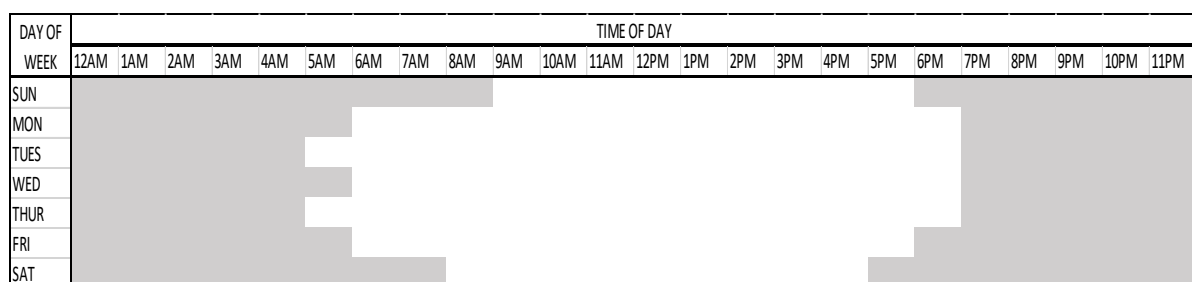 DAY OF WEEK TIME OF DAY
12AM 1AM 2AM 3AM 4AM 5AM 6AM 7AM 8AM 9AM 10AM 11AM 12PM 1PM 2PM 3PM 4PM 5PM 6PM 7PM 8PM 9PM 10PM 11PM
SUN
MON
TUES
WED
THUR
FRI
SAT